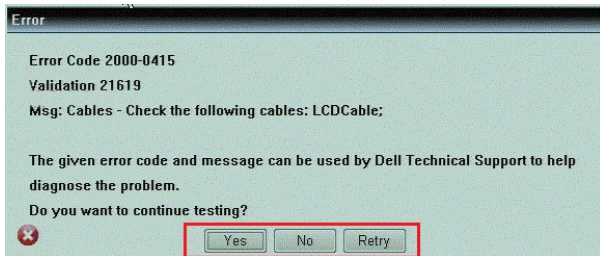 Error
Error Code 2000-0415
Validation 21619
Msg: Cables - Check the following cables: LCDCable;
The given error code and message can be used by Dell Technical Support to help
diagnose the problem.
Do you want to continue testing?
Yes No Retry